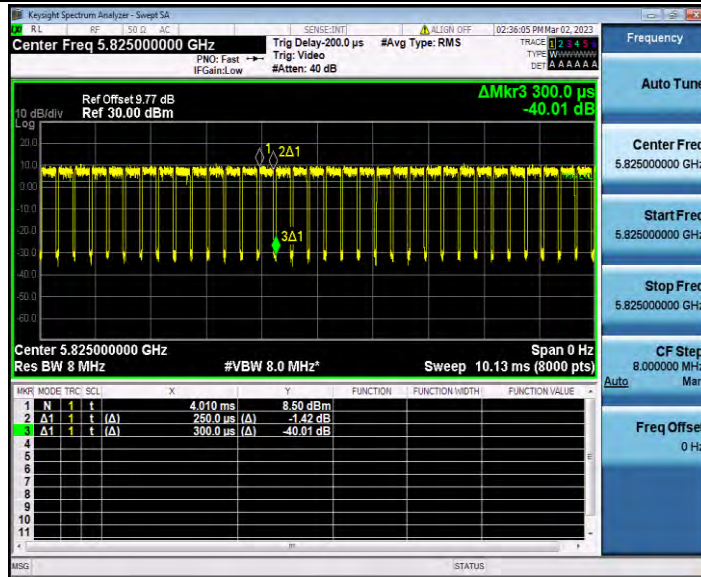 Keysight Spectrum Analyzer - Swept SA
RL RF 50 Ω AC SENSE:INT ALIGN OFF 02:36:05 PM Mar 02, 2023
Center Freq 5.825000000 GHz
PNO: Fast
IFGain:Low
Trig Delay-200.0 µs
Trig: Video
#Atten: 40 dB
#Avg Type: RMS
TRACE 1 2 3 4 5 6
TYPE W
DET A A A A A A
Ref Offset 9.77 dB
Ref 30.00 dBm
ΔMkr3 300.0 µs
-40.01 dB
10 dB/div
Log
20.0
10.0
0.00
-10.0
-20.0
-30.0
-40.0
-50.0
-60.0
1 2Δ1
3Δ1
Center 5.825000000 GHz Span 0 Hz
Res BW 8 MHz #VBW 8.0 MHz* Sweep 10.13 ms (8000 pts)
MKR MODE TRC SCL X Y FUNCTION FUNCTION WIDTH FUNCTION VALUE
1 N 1 t 4.010 ms 8.50 dBm
2 Δ1 1 t (Δ) 250.0 µs (Δ) -1.42 dB
3 Δ1 1 t (Δ) 300.0 µs (Δ) -40.01 dB
4
5
6
7
8
9
10
11
MSG STATUS
Frequency
Auto Tune
Center Freq
5.825000000 GHz
Start Freq
5.825000000 GHz
Stop Freq
5.825000000 GHz
CF Step
8.000000 MHz
Auto Man
Freq Offset
0 Hz